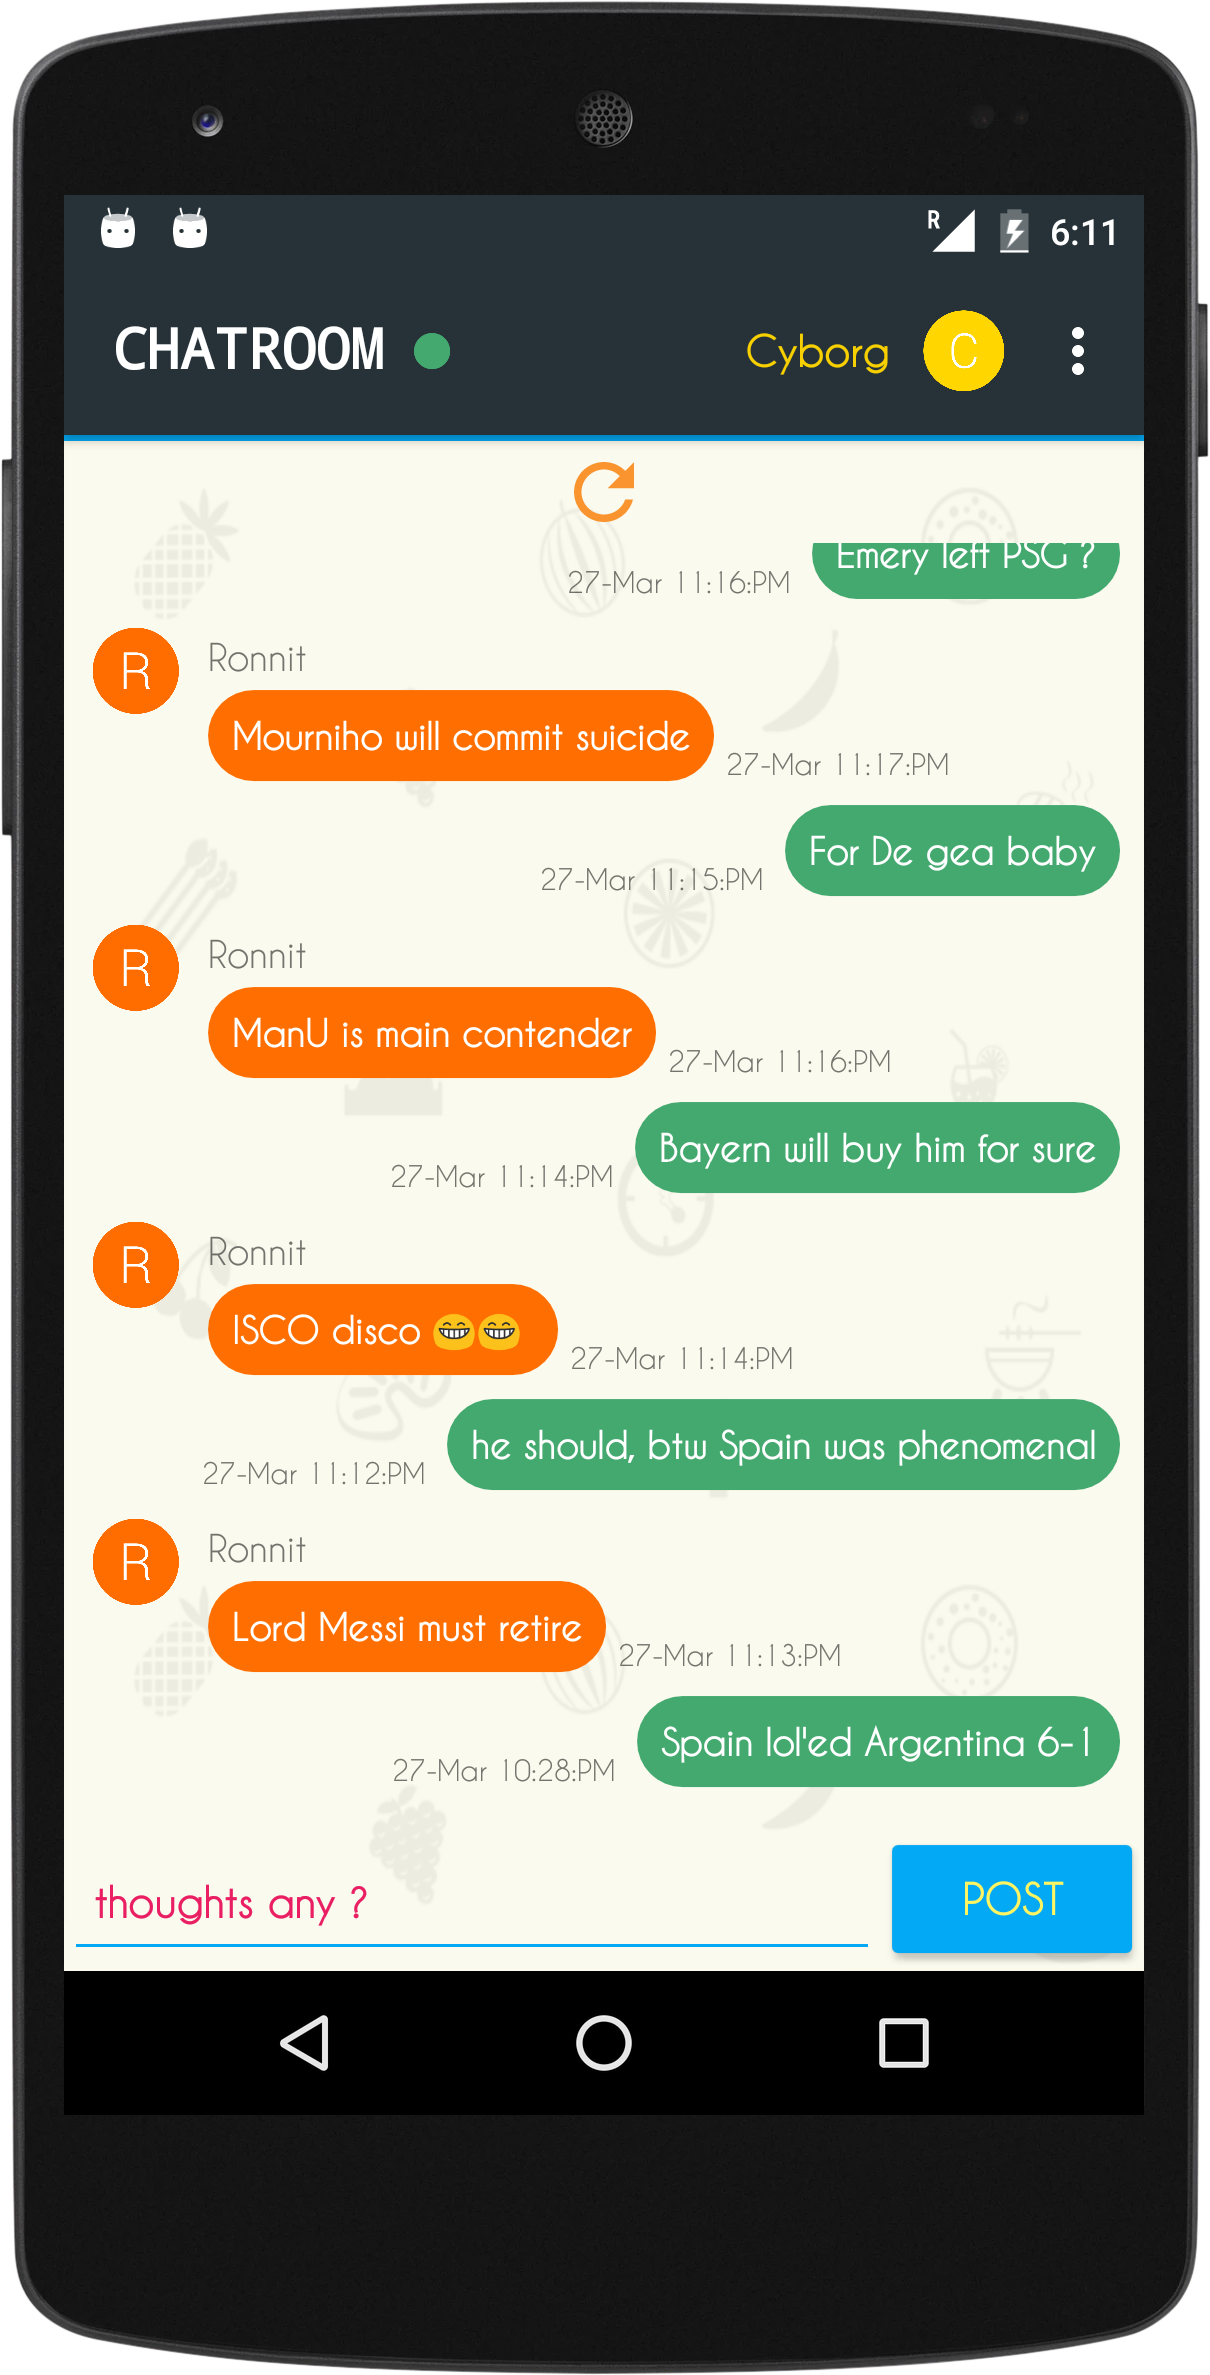 R 6:11
CHATROOM Cyborg C
Emery left PSG ?
27-Mar 11:16:PM
R Ronnit
Mourniho will commit suicide
27-Mar 11:17:PM
For De gea baby
27-Mar 11:15:PM
R Ronnit
ManU is main contender
27-Mar 11:16:PM
Bayern will buy him for sure
27-Mar 11:14:PM
R Ronnit
ISCO disco 😁😁
27-Mar 11:14:PM
he should, btw Spain was phenomenal
27-Mar 11:12:PM
R Ronnit
Lord Messi must retire
27-Mar 11:13:PM
Spain lol'ed Argentina 6-1
27-Mar 10:28:PM
thoughts any ? POST